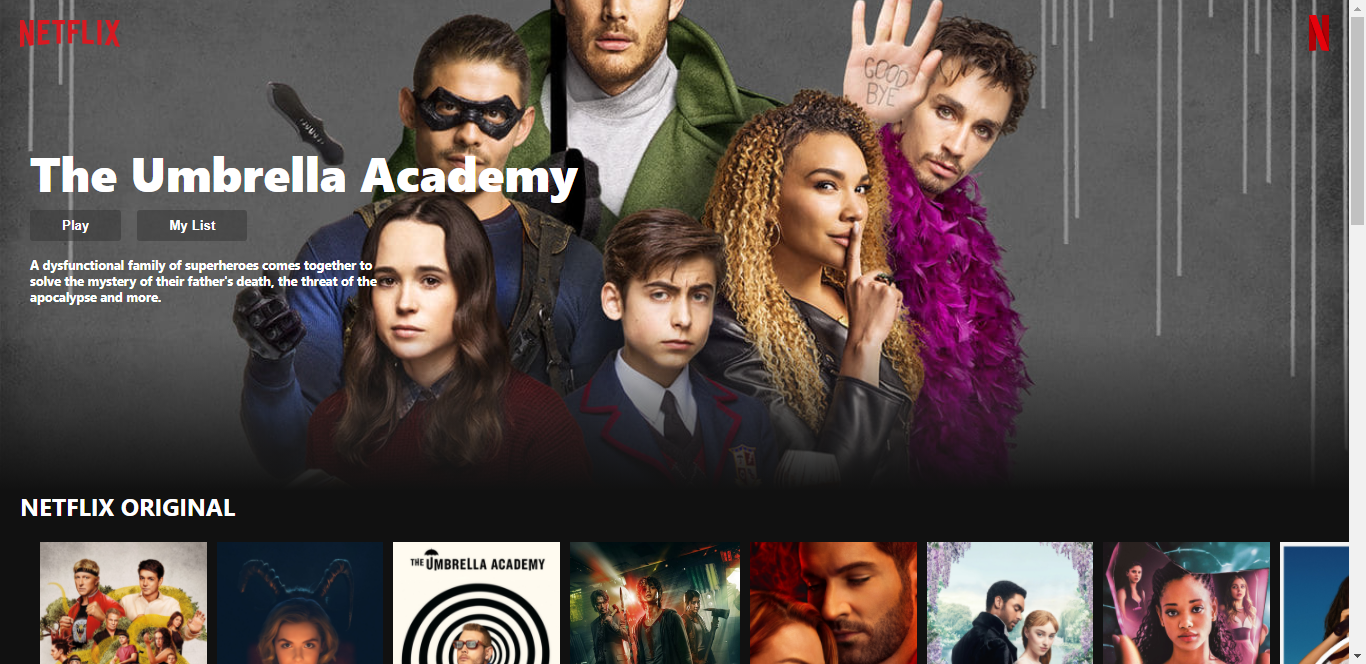 NETFLIX
N
GOOD
BYE
The Umbrella Academy
Play
My List
A dysfunctional family of superheroes comes together to
solve the mystery of their father's death, the threat of the
apocalypse and more.
NETFLIX ORIGINAL
THE UMBRELLA ACADEMY